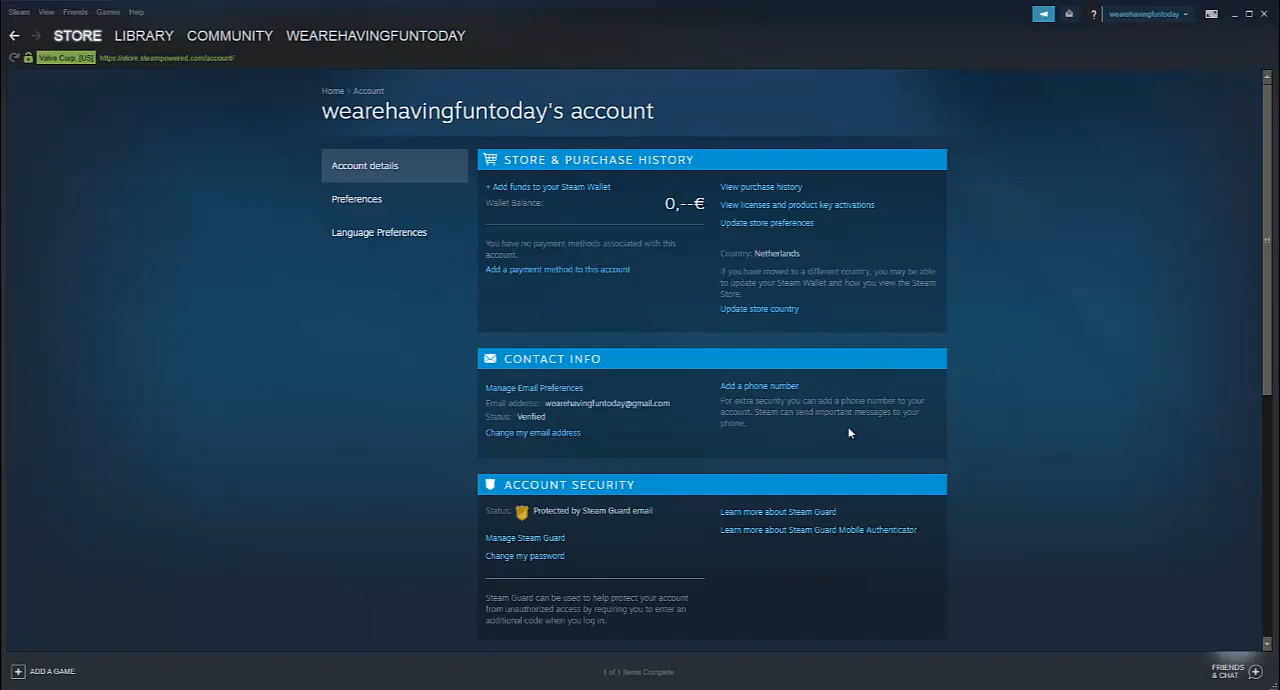 Steam View Friends Games Help
? wearehavingfuntoday
STORE LIBRARY COMMUNITY WEAREHAVINGFUNTODAY
Valve Corp. [US] https://store.steampowered.com/account/
Home > Account
wearehavingfuntoday's account
Account details
Preferences
Language Preferences
STORE & PURCHASE HISTORY
+ Add funds to your Steam Wallet
Wallet Balance: 0,--€
You have no payment methods associated with this
account.
Add a payment method to this account
View purchase history
View licenses and product key activations
Update store preferences
Country: Netherlands
If you have moved to a different country, you may be able
to update your Steam Wallet and how you view the Steam
Store.
Update store country
CONTACT INFO
Manage Email Preferences
Email address: wearehavingfuntoday@gmail.com
Status: Verified
Change my email address
Add a phone number
For extra security you can add a phone number to your
account. Steam can send important messages to your
phone.
ACCOUNT SECURITY
Status: Protected by Steam Guard email
Manage Steam Guard
Change my password
Steam Guard can be used to help protect your account
from unauthorized access by requiring you to enter an
additional code when you log in.
Learn more about Steam Guard
Learn more about Steam Guard Mobile Authenticator
+ ADD A GAME
1 of 1 Items Complete
FRIENDS
& CHAT